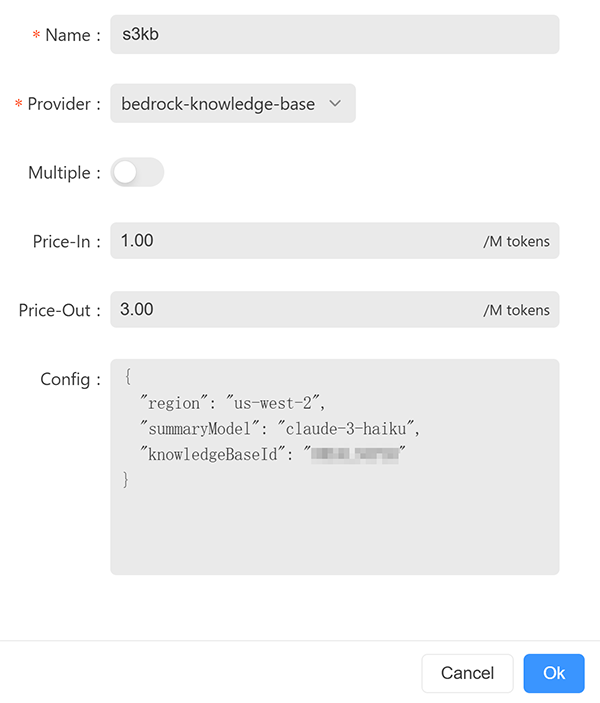 * Name : s3kb
* Provider : bedrock-knowledge-base
Multiple :
Price-In : 1.00 /M tokens
Price-Out : 3.00 /M tokens
Config : {
"region": "us-west-2",
"summaryModel": "claude-3-haiku",
"knowledgeBaseId": " "
}
Cancel Ok